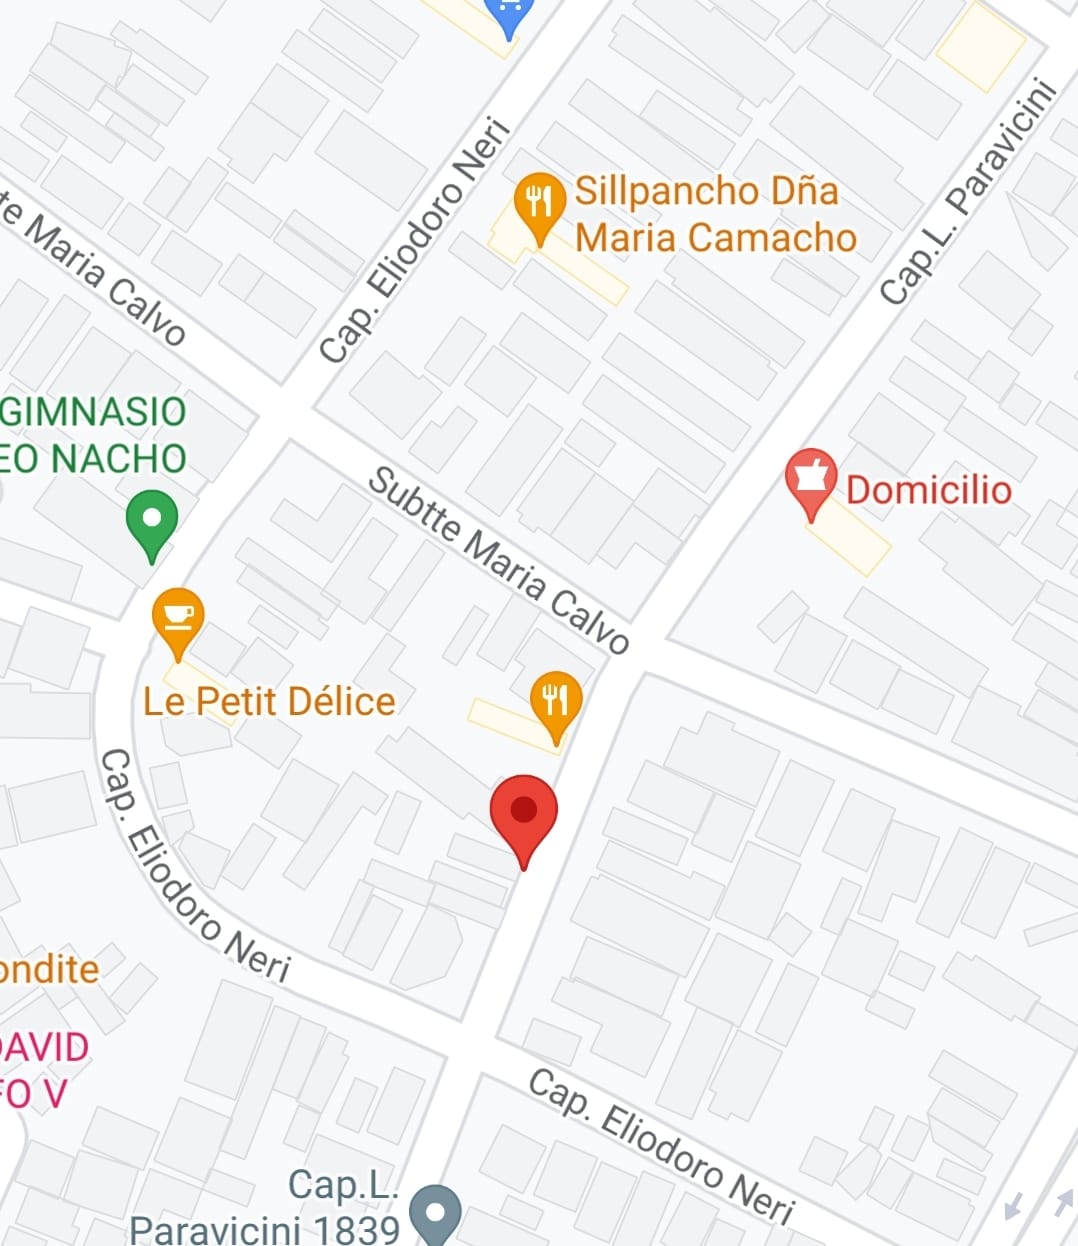 Cap. Eliodoro Neri
Sillpancho Dña
Maria Camacho
Cap.L. Paravicini
te Maria Calvo
GIMNASIO
EO NACHO
Subtte Maria Calvo
Domicilio
Le Petit Délice
Cap. Eliodoro Neri
ondite
DAVID
FO V
Cap. Eliodoro Neri
Cap.L.
Paravicini 1839